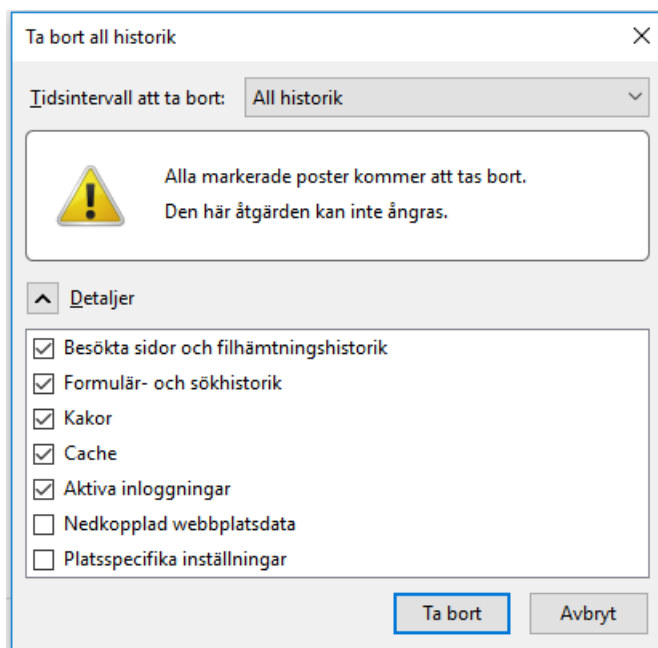 Ta bort all historik
Tidsintervall att ta bort: All historik
Alla markerade poster kommer att tas bort.
Den här åtgärden kan inte ångras.
Detaljer
Besökta sidor och filhämtningshistorik
Formulär- och sökhistorik
Kakor
Cache
Aktiva inloggningar
Nedkopplad webbplatsdata
Platsspecifika inställningar
Ta bort Avbryt